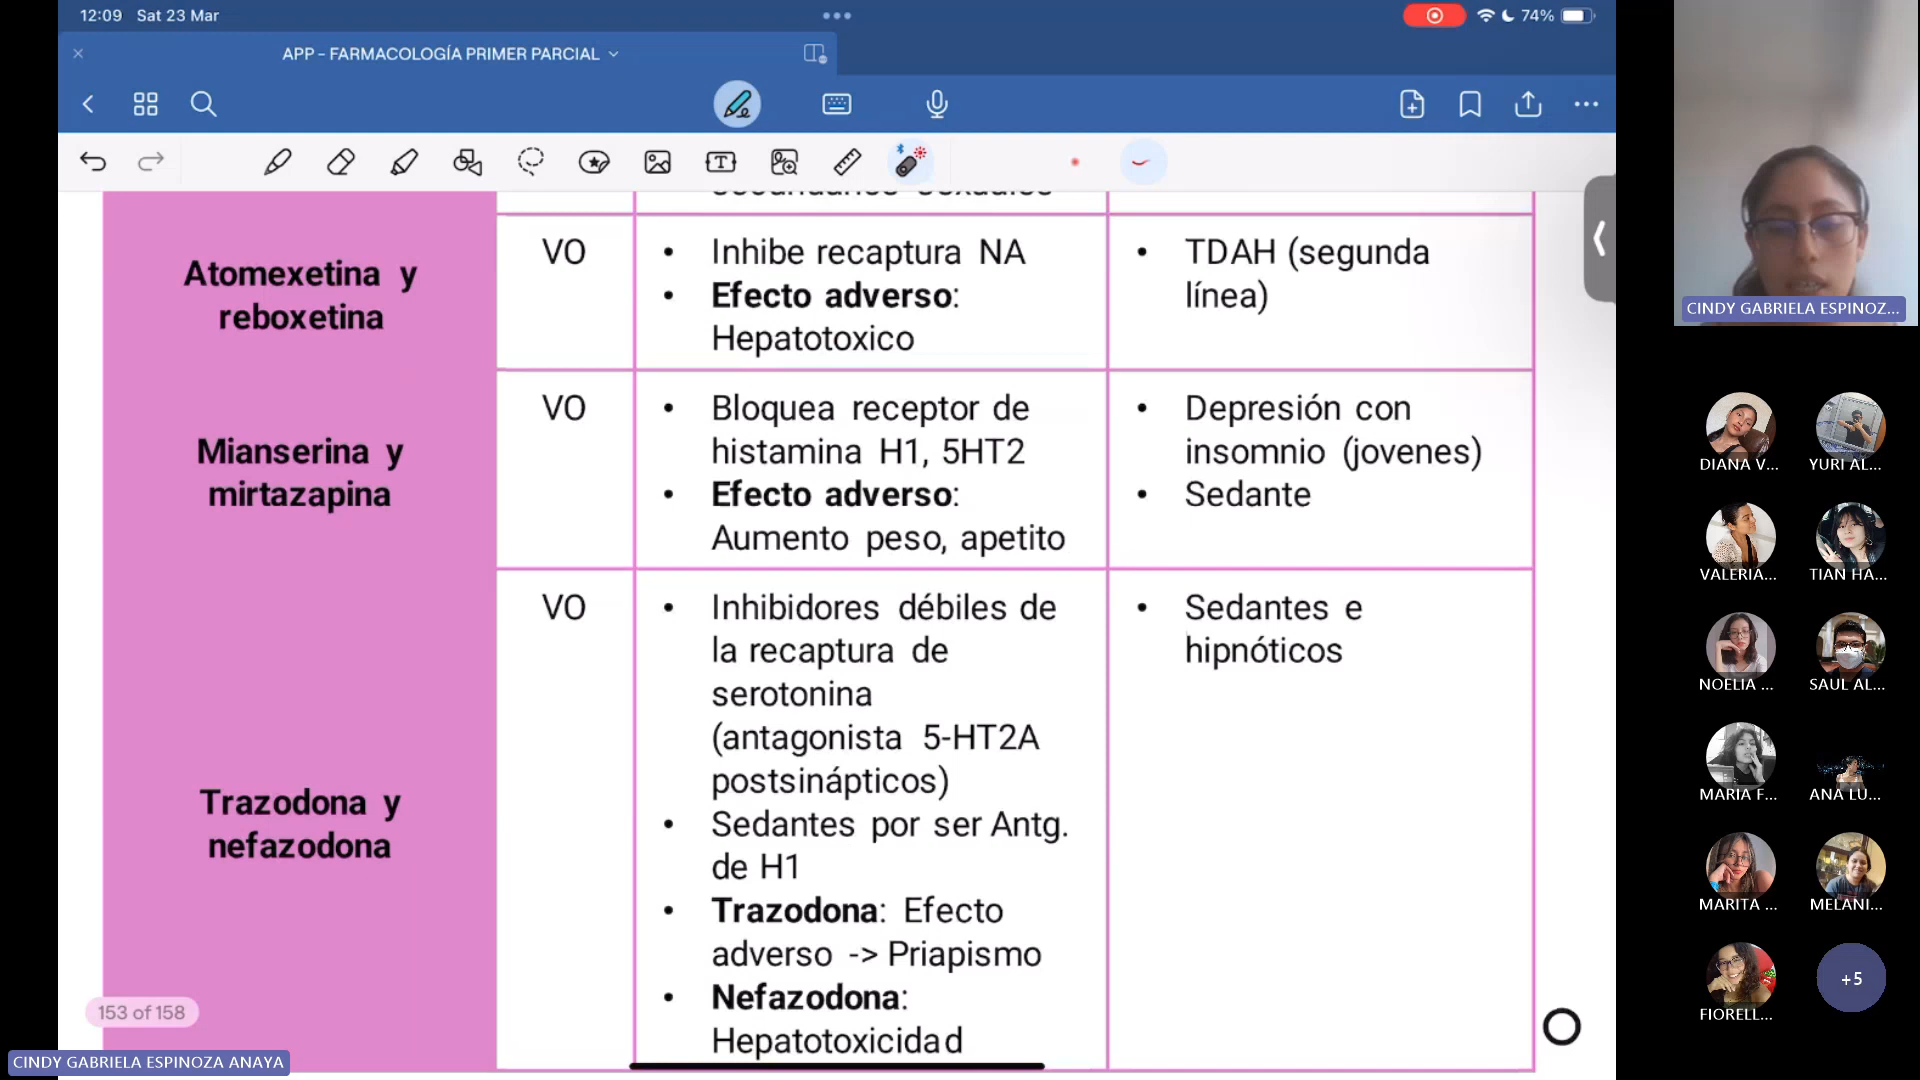 12:09 Sat 23 Mar
74%
APP - FARMACOLOGÍA PRIMER PARCIAL
secundarios sexuales
Atomexetina y
reboxetina
VO
• Inhibe recaptura NA
• Efecto adverso:
Hepatotoxico
• TDAH (segunda
línea)
Mianserina y
mirtazapina
VO
• Bloquea receptor de
histamina H1, 5HT2
• Efecto adverso:
Aumento peso, apetito
• Depresión con
insomnio (jovenes)
• Sedante
Trazodona y
nefazodona
VO
• Inhibidores débiles de
la recaptura de
serotonina
(antagonista 5-HT2A
postsinápticos)
• Sedantes por ser Antg.
de H1
• Trazodona: Efecto
adverso -> Priapismo
• Nefazodona:
Hepatotoxicidad
• Sedantes e
hipnóticos
153 of 158
CINDY GABRIELA ESPINOZA ANAYA
CINDY GABRIELA ESPINOZ...
DIANA V...
YURI AL...
VALERIA...
TIAN HA...
NOELIA ...
SAUL AL...
MARIA F...
ANA LU...
MARITA ...
MELANI...
FIORELL...
+5